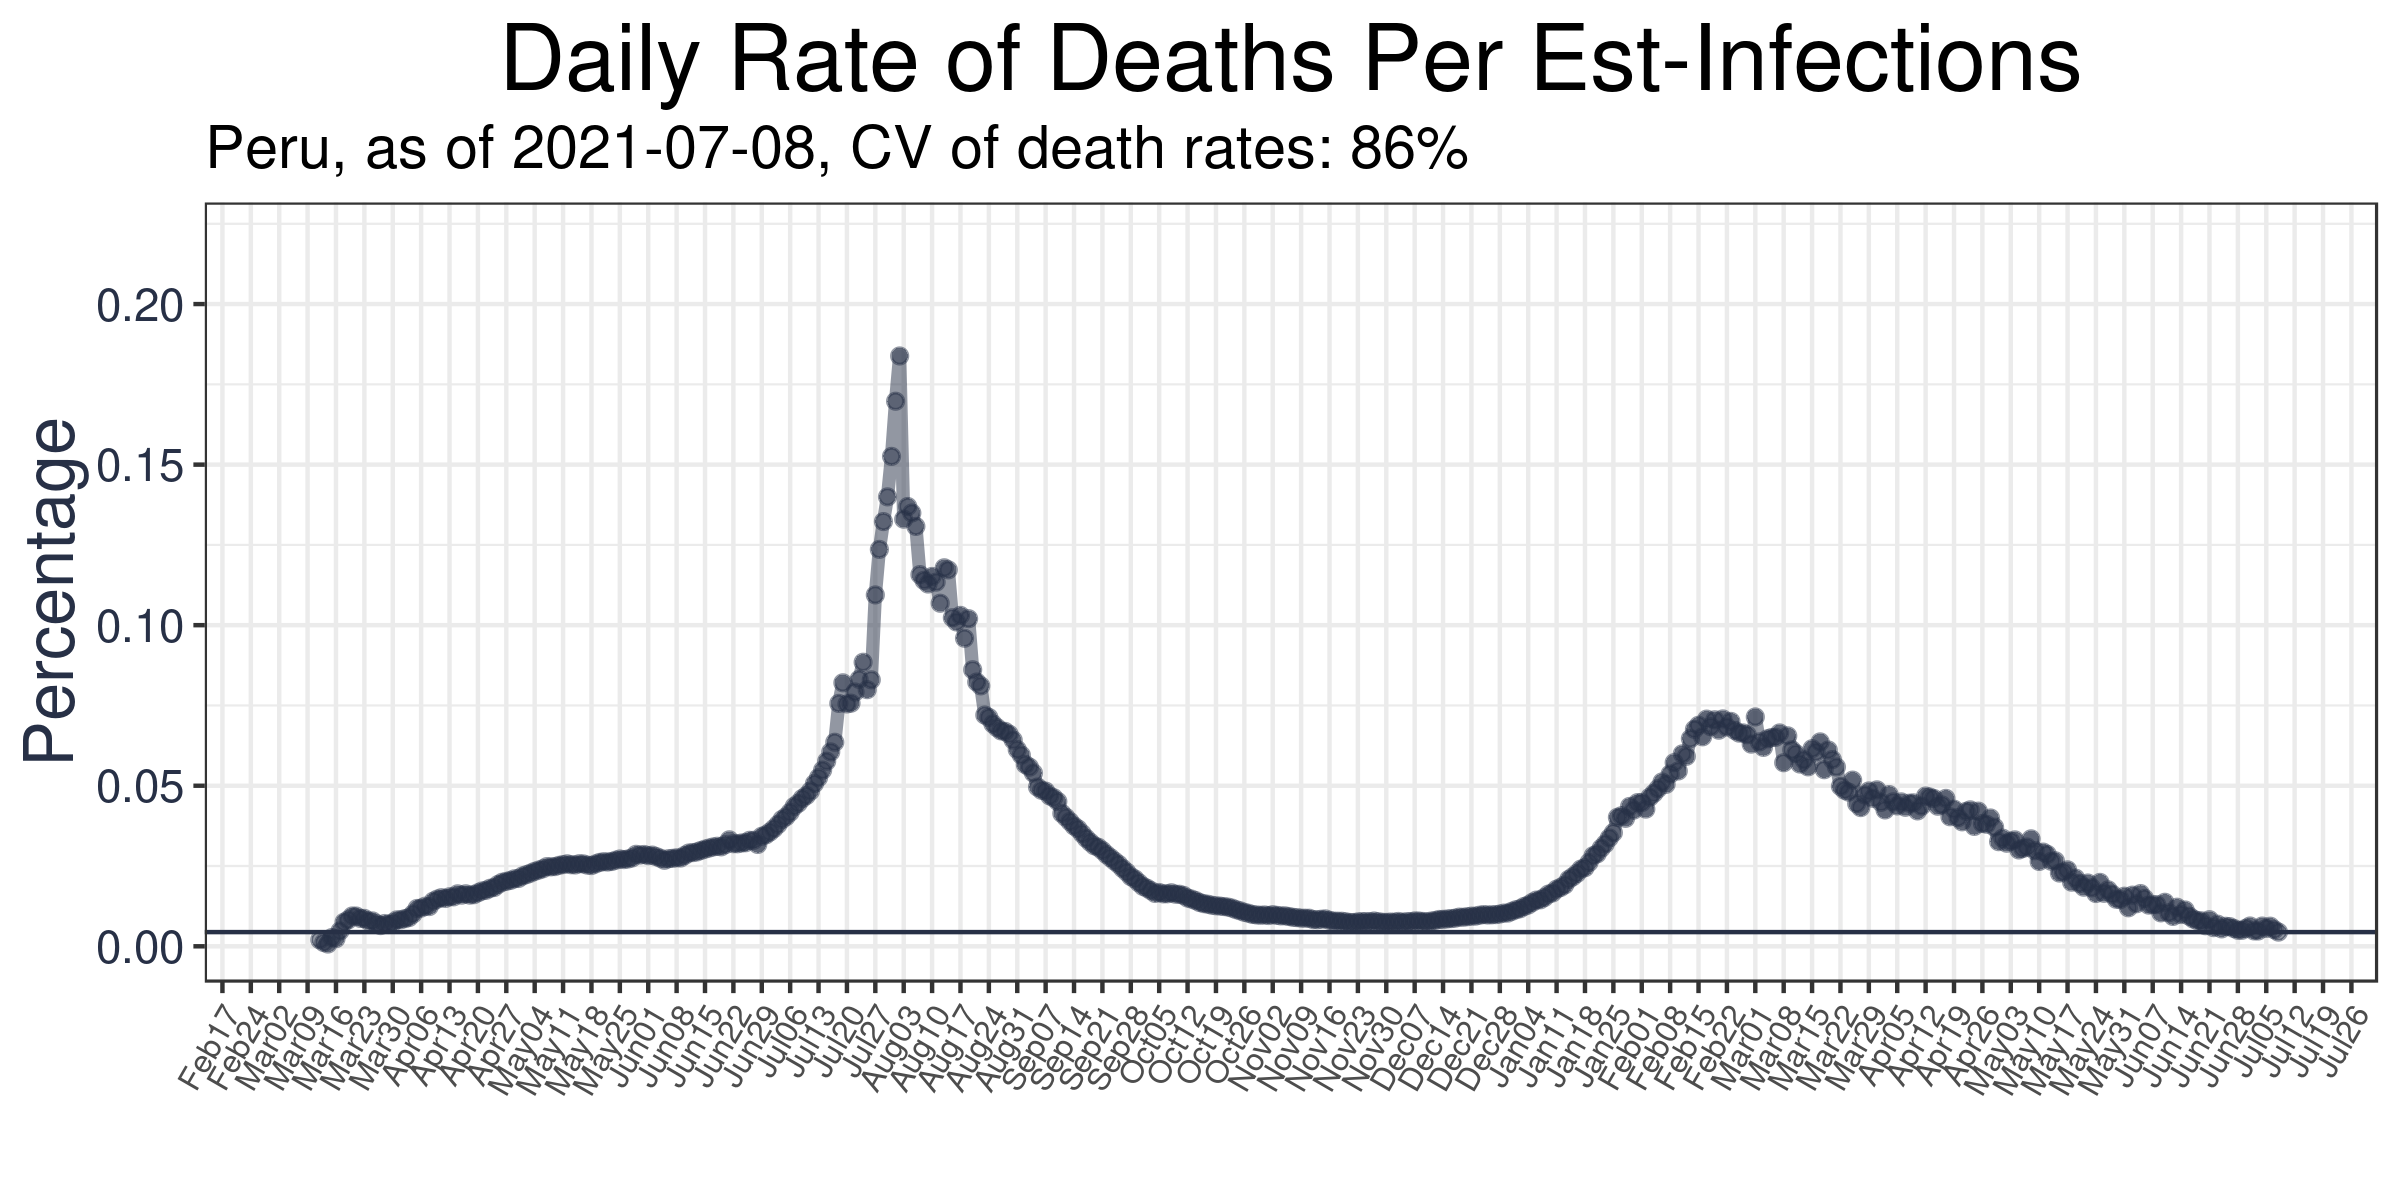 Daily Rate of Deaths Per Est-Infections
Peru, as of 2021-07-08, CV of death rates: 86%
Percentage
0.20
0.15
0.10
0.05
0.00
Feb17
Feb24
Mar02
Mar09
Mar16
Mar23
Mar30
Apr06
Apr13
Apr20
Apr27
May04
May11
May18
May25
Jun01
Jun08
Jun15
Jun22
Jun29
Jul06
Jul13
Jul20
Jul27
Aug03
Aug10
Aug17
Aug24
Aug31
Sep07
Sep14
Sep21
Sep28
Oct05
Oct12
Oct19
Oct26
Nov02
Nov09
Nov16
Nov23
Nov30
Dec07
Dec14
Dec21
Dec28
Jan04
Jan11
Jan18
Jan25
Feb01
Feb08
Feb15
Feb22
Mar01
Mar08
Mar15
Mar22
Mar29
Apr05
Apr12
Apr19
Apr26
May03
May10
May17
May24
May31
Jun07
Jun14
Jun21
Jun28
Jul05
Jul12
Jul19
Jul26